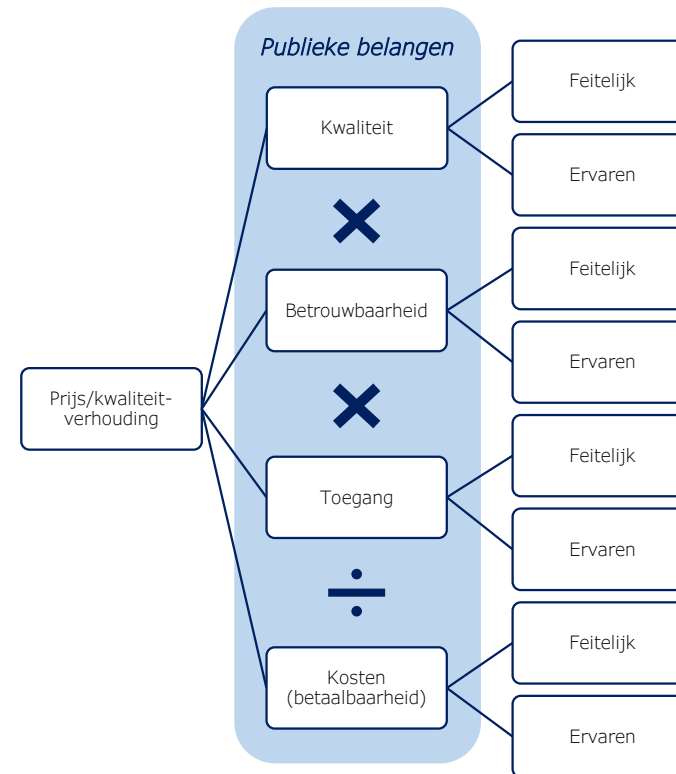 Publieke belangen
Prijs/kwaliteit-
verhouding
Kwaliteit
Feitelijk
Ervaren
×
Betrouwbaarheid
Feitelijk
Ervaren
×
Toegang
Feitelijk
Ervaren
÷
Kosten
(betaalbaarheid)
Feitelijk
Ervaren